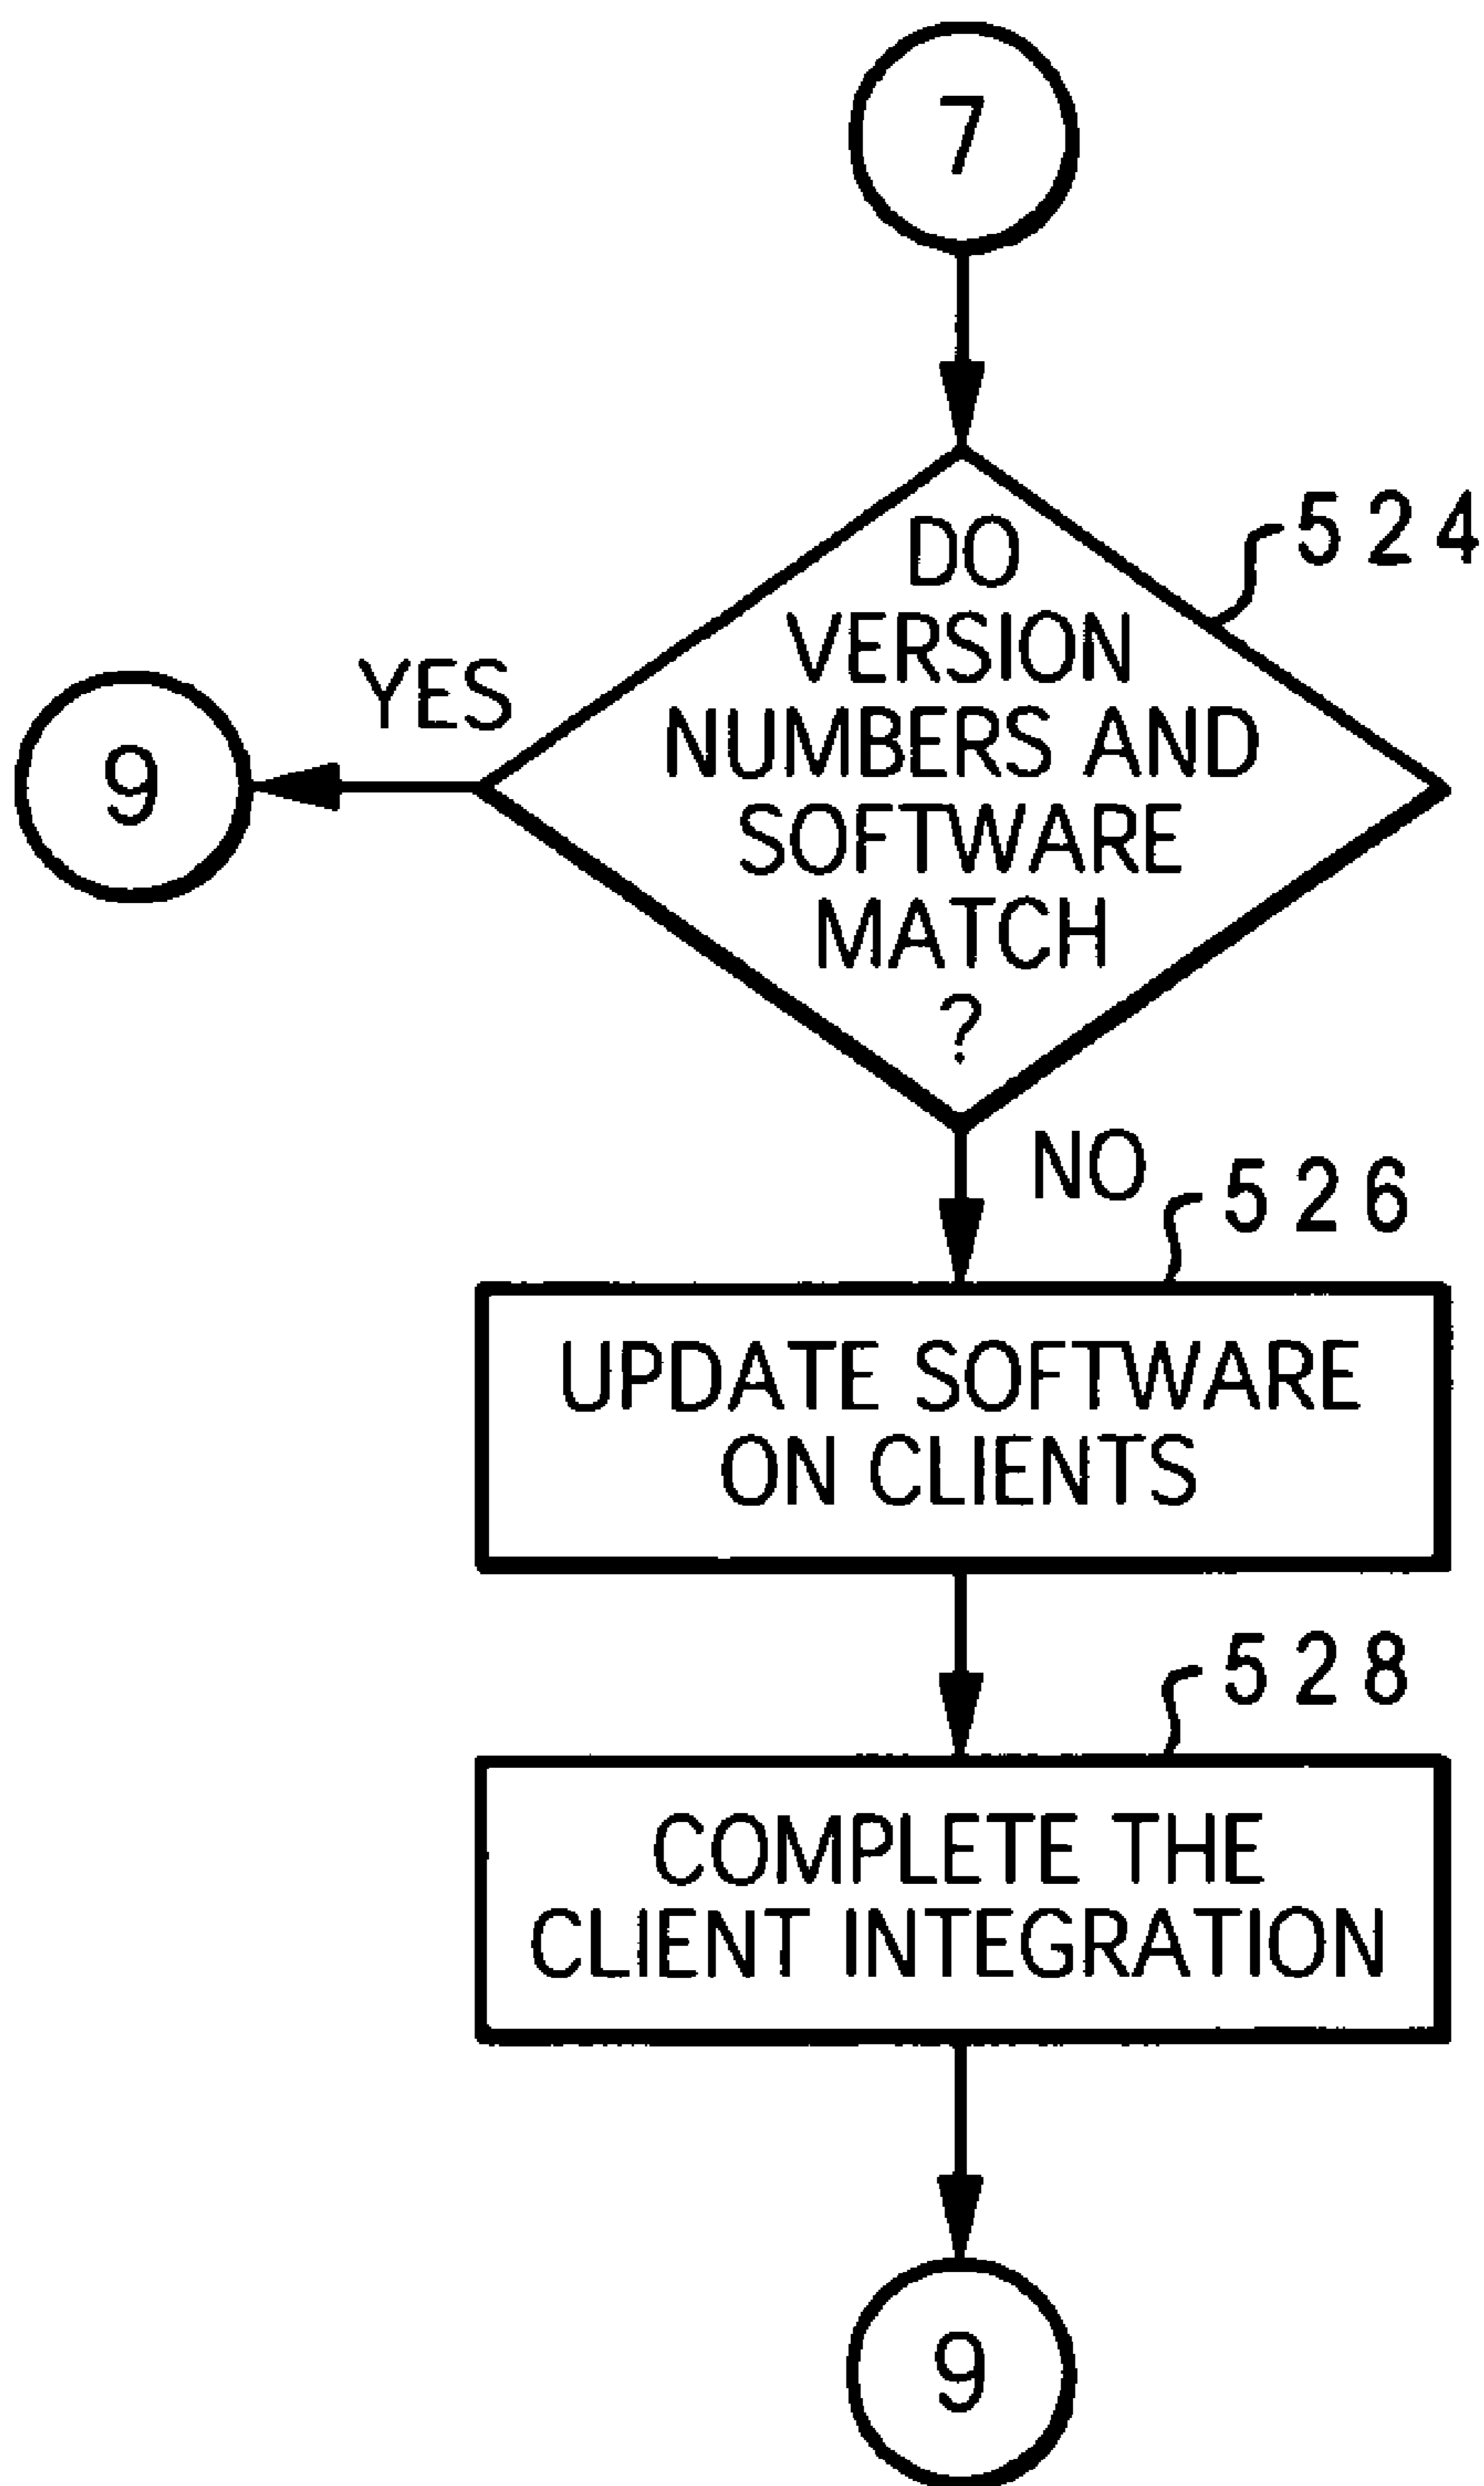 7
DO
VERSION
NUMBERS AND
SOFTWARE
MATCH
?
524
YES
9
NO
526
UPDATE SOFTWARE
ON CLIENTS
528
COMPLETE THE
CLIENT INTEGRATION
9